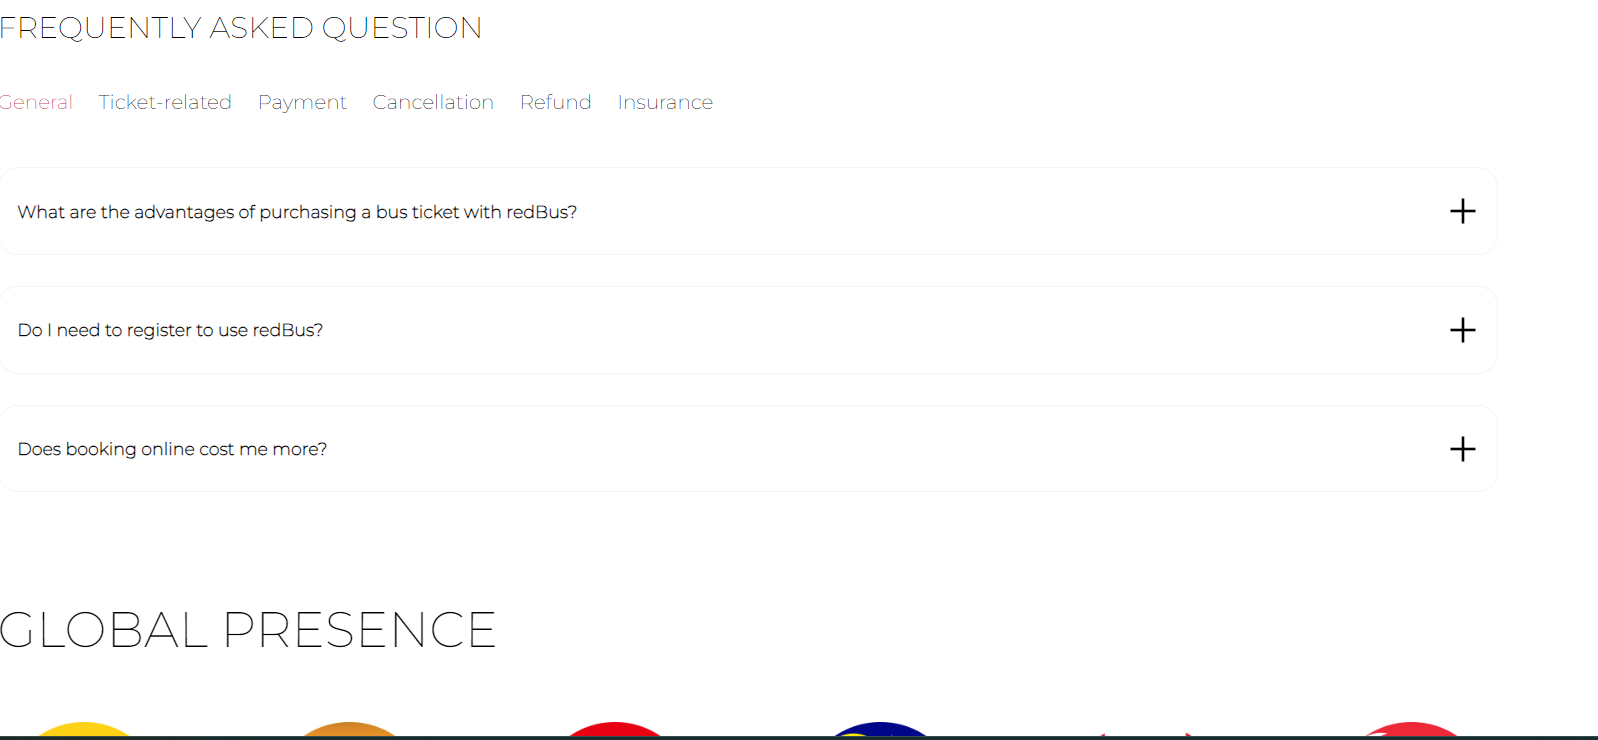 FREQUENTLY ASKED QUESTION
General Ticket-related Payment Cancellation Refund Insurance
What are the advantages of purchasing a bus ticket with redBus?
Do I need to register to use redBus?
Does booking online cost me more?
GLOBAL PRESENCE